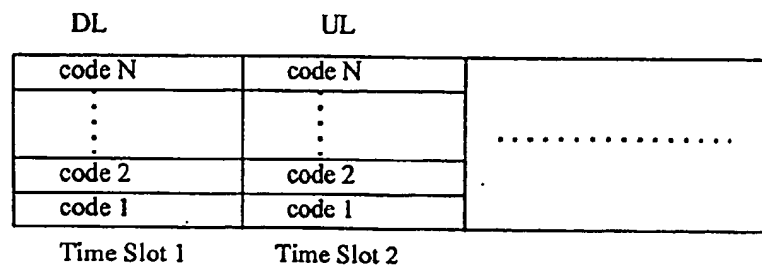 DL UL
code N code N
code 2 code 2
code 1 code 1
Time Slot 1 Time Slot 2